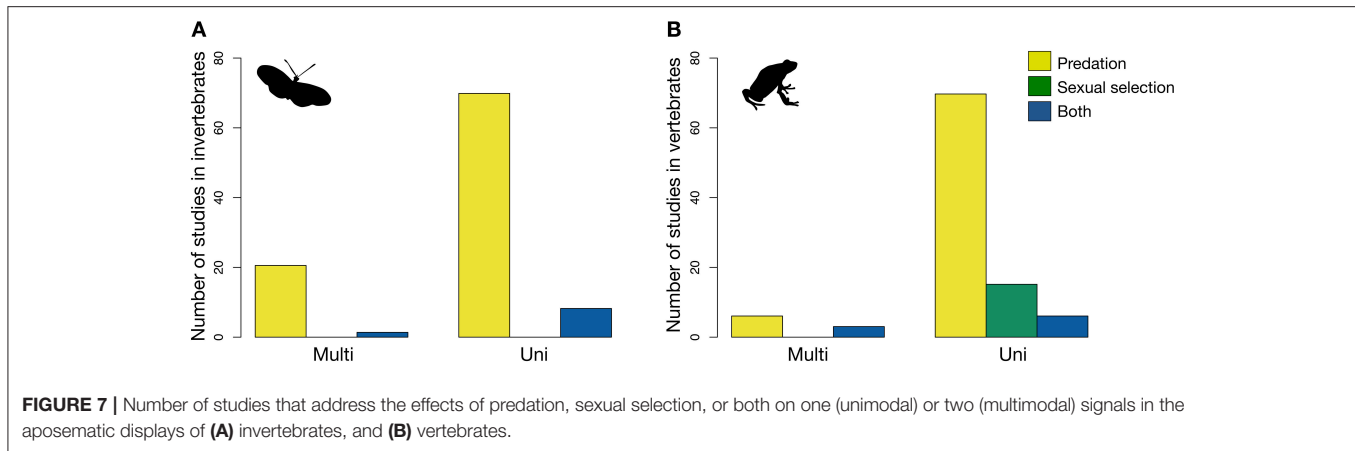 A
Number of studies in invertebrates
80
60
40
20
0
Multi
Uni
B
Number of studies in vertebrates
80
60
40
20
0
Multi
Uni
Predation
Sexual selection
Both
FIGURE 7 | Number of studies that address the effects of predation, sexual selection, or both on one (unimodal) or two (multimodal) signals in the
aposematic displays of (A) invertebrates, and (B) vertebrates.